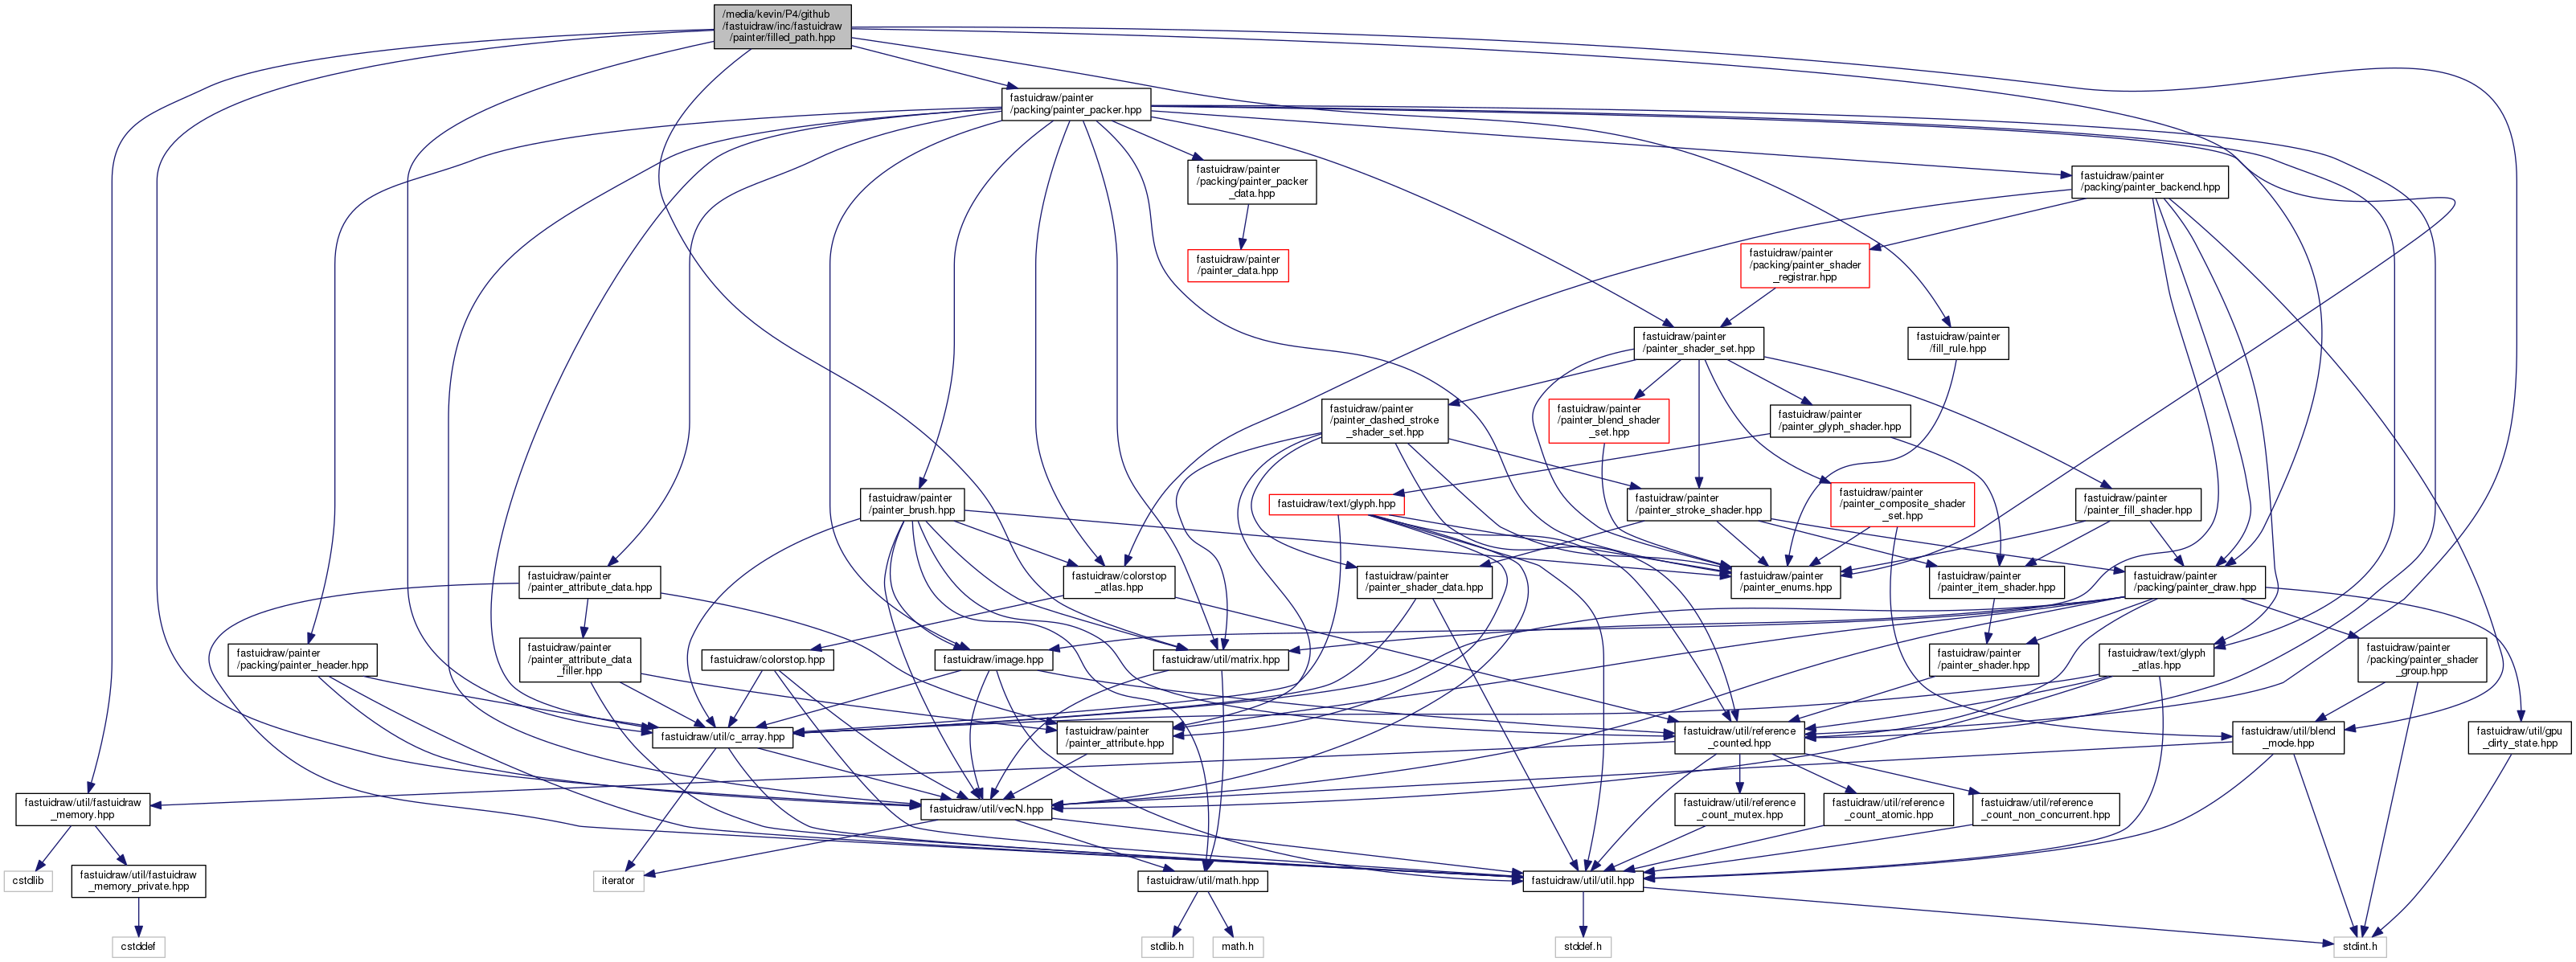 /media/kevin/P4/github
/fastuidraw/inc/fastuidraw
/painter/filled_path.hpp
fastuidraw/painter
/packing/painter_packer.hpp
fastuidraw/painter
/packing/painter_packer
_data.hpp
fastuidraw/painter
/packing/painter_backend.hpp
fastuidraw/painter
/painter_data.hpp
fastuidraw/painter
/packing/painter_shader
_registrar.hpp
fastuidraw/painter
/painter_shader_set.hpp
fastuidraw/painter
/fill_rule.hpp
fastuidraw/painter
/painter_dashed_stroke
_shader_set.hpp
fastuidraw/painter
/painter_blend_shader
_set.hpp
fastuidraw/painter
/painter_glyph_shader.hpp
fastuidraw/painter
/painter_brush.hpp
fastuidraw/text/glyph.hpp
fastuidraw/painter
/painter_stroke_shader.hpp
fastuidraw/painter
/painter_composite_shader
_set.hpp
fastuidraw/painter
/painter_fill_shader.hpp
fastuidraw/painter
/painter_attribute_data.hpp
fastuidraw/colorstop
_atlas.hpp
fastuidraw/painter
/painter_shader_data.hpp
fastuidraw/painter
/painter_enums.hpp
fastuidraw/painter
/painter_item_shader.hpp
fastuidraw/painter
/packing/painter_draw.hpp
fastuidraw/painter
/packing/painter_header.hpp
fastuidraw/painter
/painter_attribute_data
_filler.hpp
fastuidraw/colorstop.hpp
fastuidraw/image.hpp
fastuidraw/util/matrix.hpp
fastuidraw/painter
/painter_shader.hpp
fastuidraw/text/glyph
_atlas.hpp
fastuidraw/painter
/packing/painter_shader
_group.hpp
fastuidraw/util/c_array.hpp
fastuidraw/painter
/painter_attribute.hpp
fastuidraw/util/reference
_counted.hpp
fastuidraw/util/blend
_mode.hpp
fastuidraw/util/gpu
_dirty_state.hpp
fastuidraw/util/fastuidraw
_memory.hpp
fastuidraw/util/vecN.hpp
fastuidraw/util/reference
_count_mutex.hpp
fastuidraw/util/reference
_count_atomic.hpp
fastuidraw/util/reference
_count_non_concurrent.hpp
cstdlib
fastuidraw/util/fastuidraw
_memory_private.hpp
iterator
fastuidraw/util/math.hpp
fastuidraw/util/util.hpp
cstddef
stdlib.h
math.h
stddef.h
stdint.h